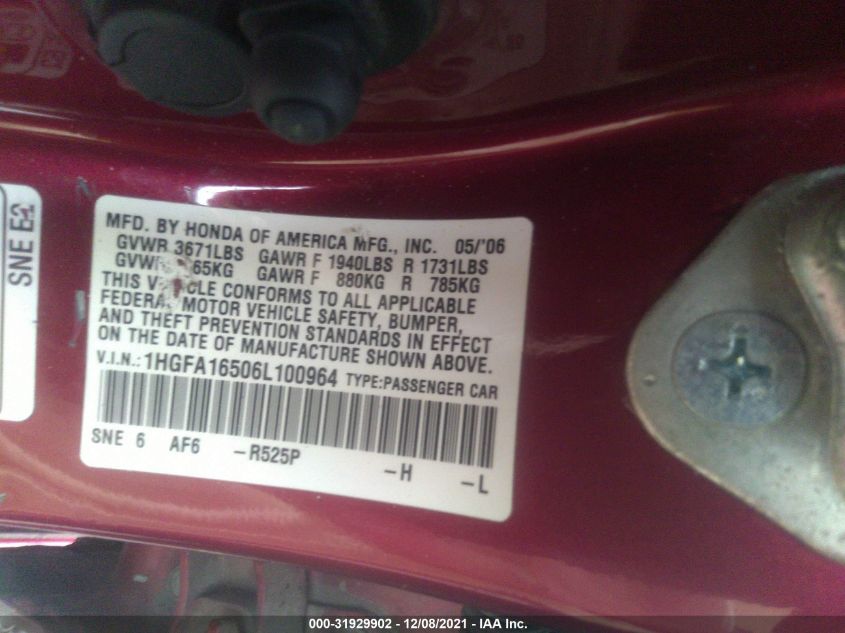 SNE E2
MFD. BY HONDA OF AMERICA MFG., INC. 05/'06
GVWR 3671LBS GAWR F 1940LBS R 1731LBS
65KG GAWR F 880KG R 785KG
THIS CONFORMS TO ALL APPLICABLE
FEDERAL MOTOR VEHICLE SAFETY, BUMPER,
AND THEFT PREVENTION STANDARDS IN EFFECT
ON THE DATE OF MANUFACTURE SHOWN ABOVE.
V.I.N.: 1HGFA16506L100964 TYPE:PASSENGER CAR
SNE 6 AF6 -R525P -H -L
000-31929902 - 12/08/2021 - IAA Inc.